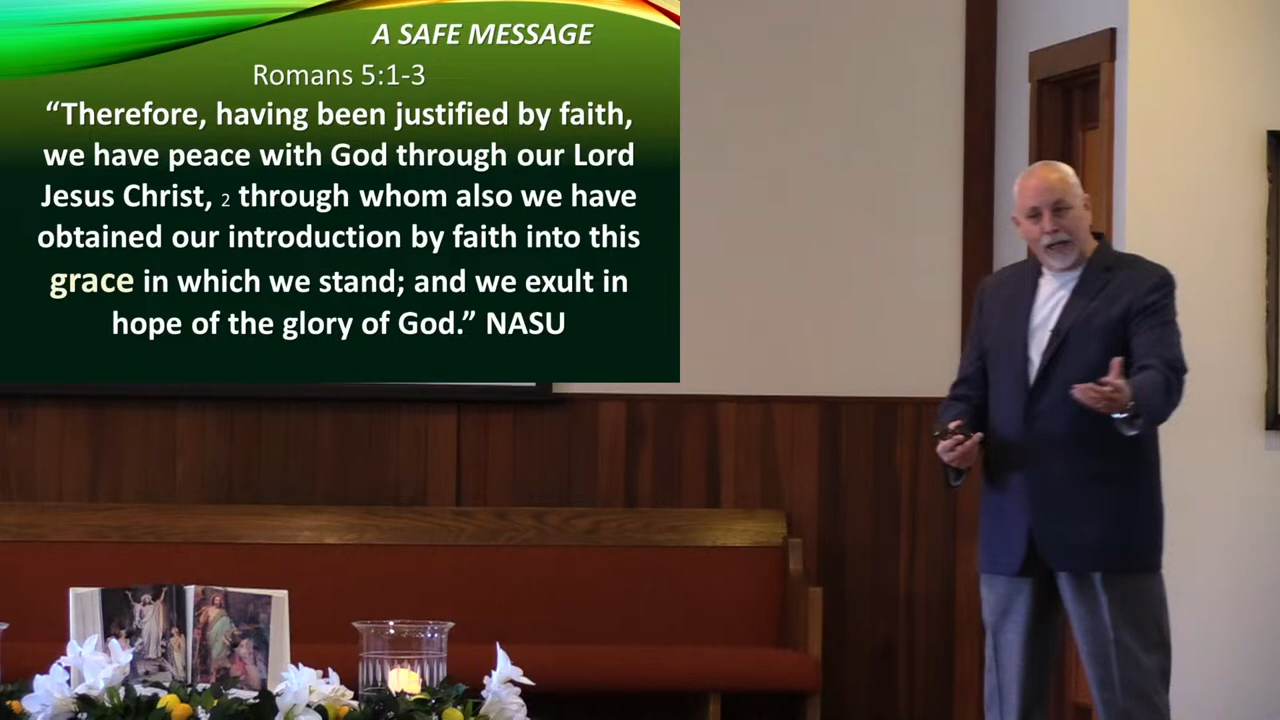 A SAFE MESSAGE
Romans 5:1-3
“Therefore, having been justified by faith,
we have peace with God through our Lord
Jesus Christ, 2 through whom also we have
obtained our introduction by faith into this
grace in which we stand; and we exult in
hope of the glory of God.” NASU